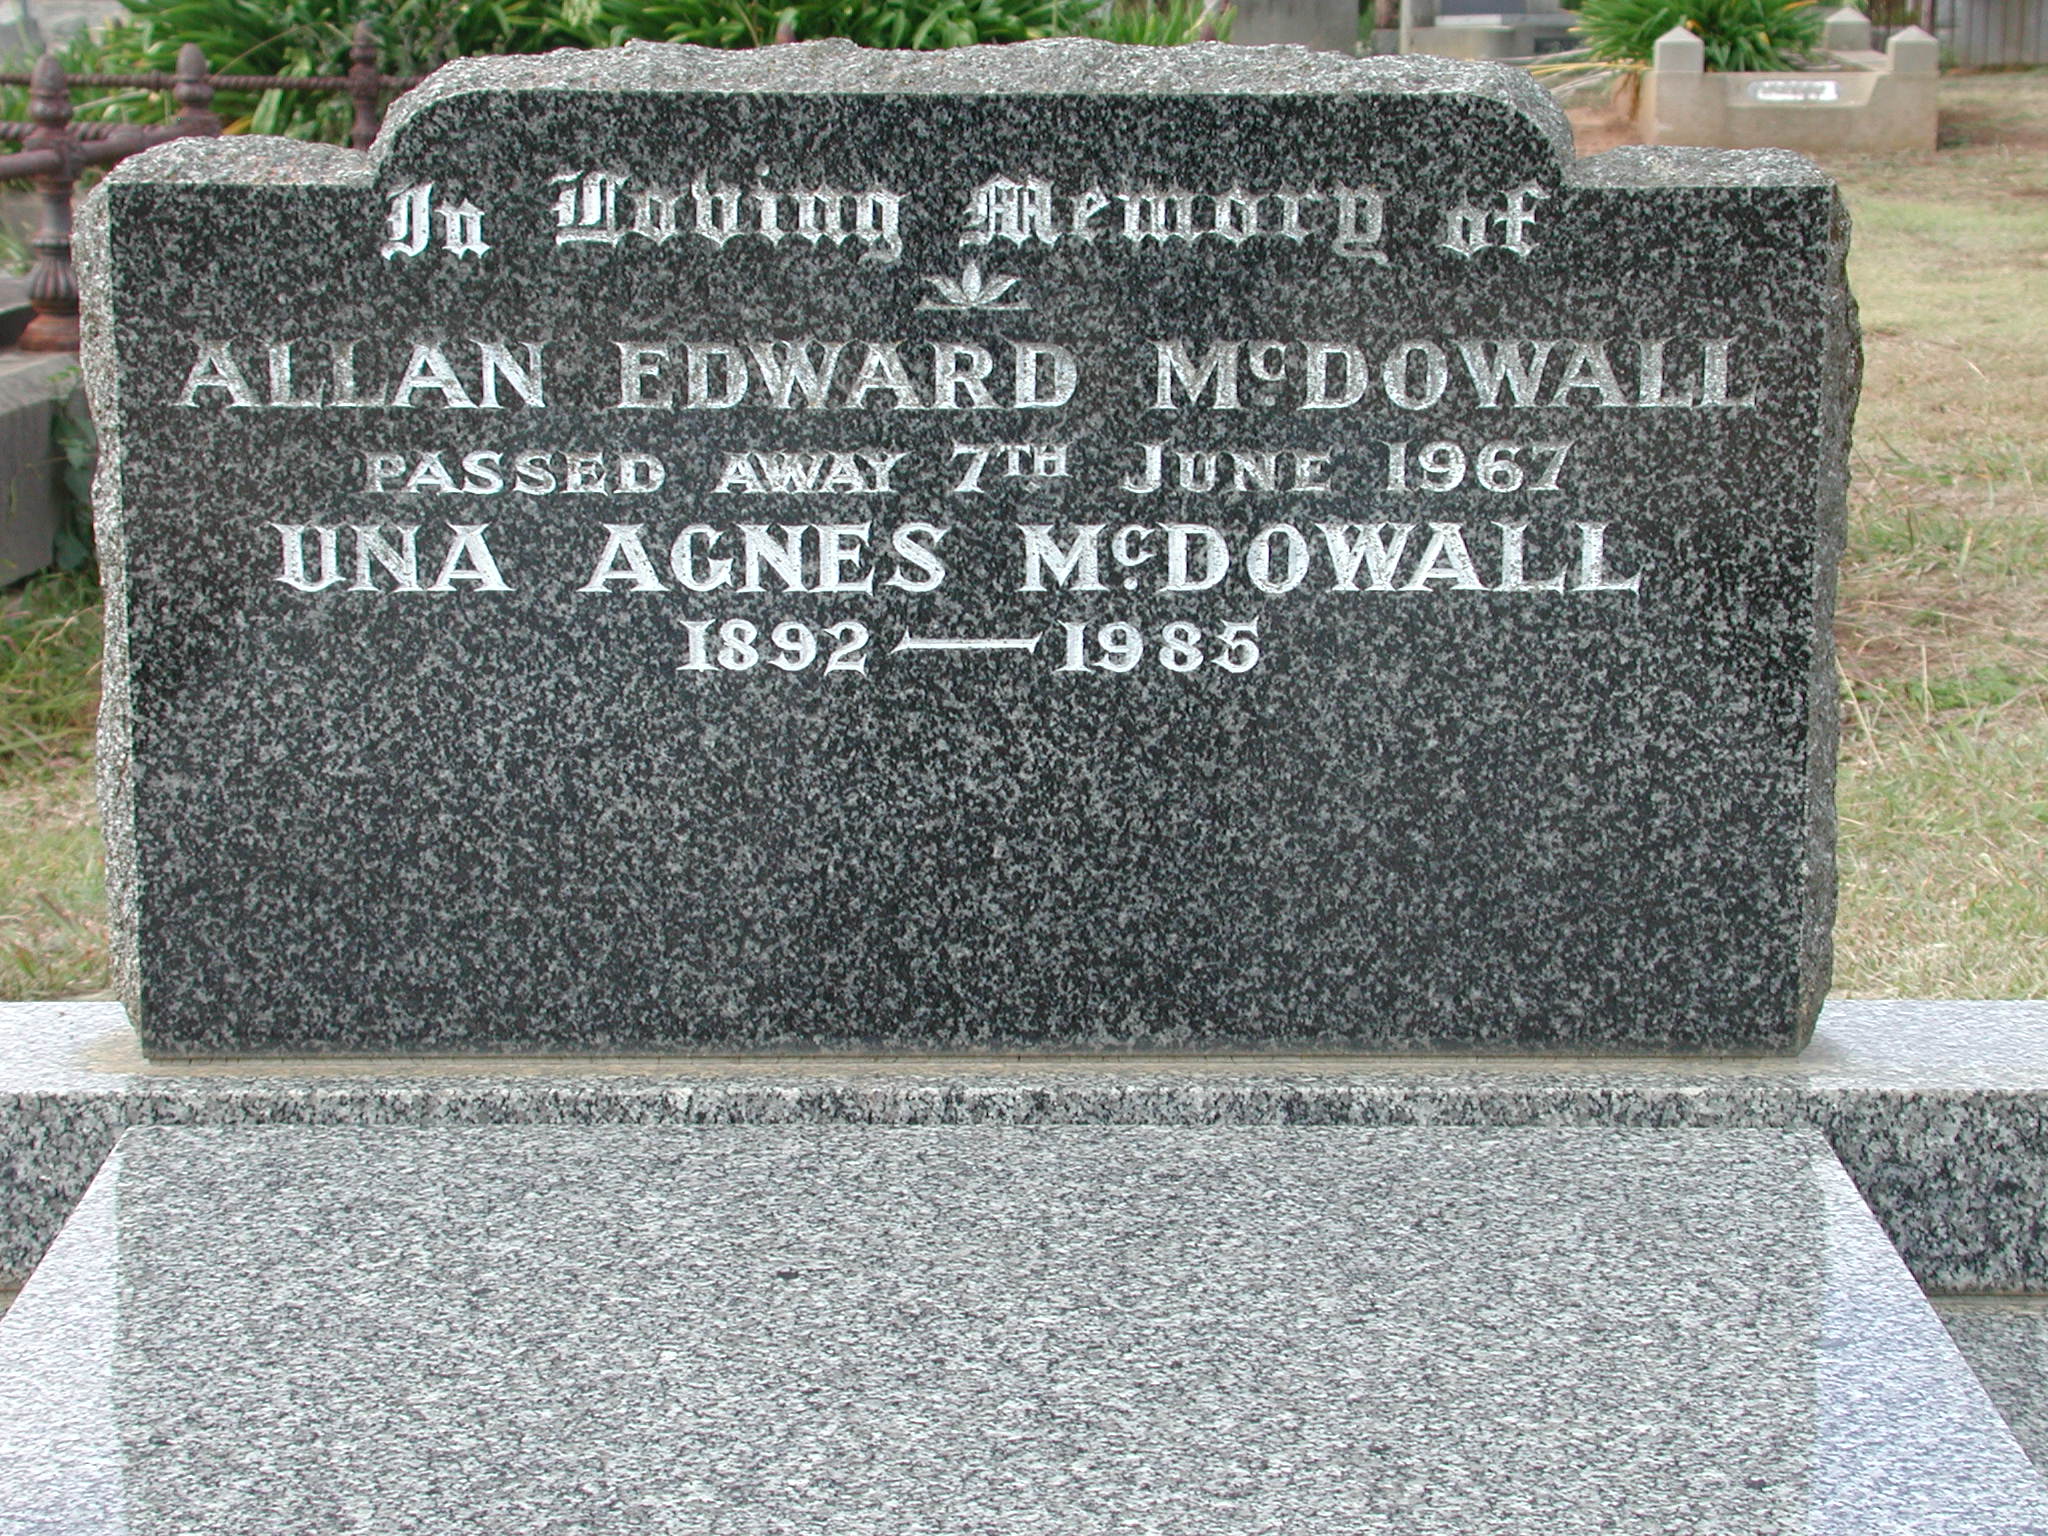 In Loving Memory of
ALLAN EDWARD McDOWALL
PASSED AWAY 7TH JUNE 1967
UNA AGNES McDOWALL
1892 — 1985